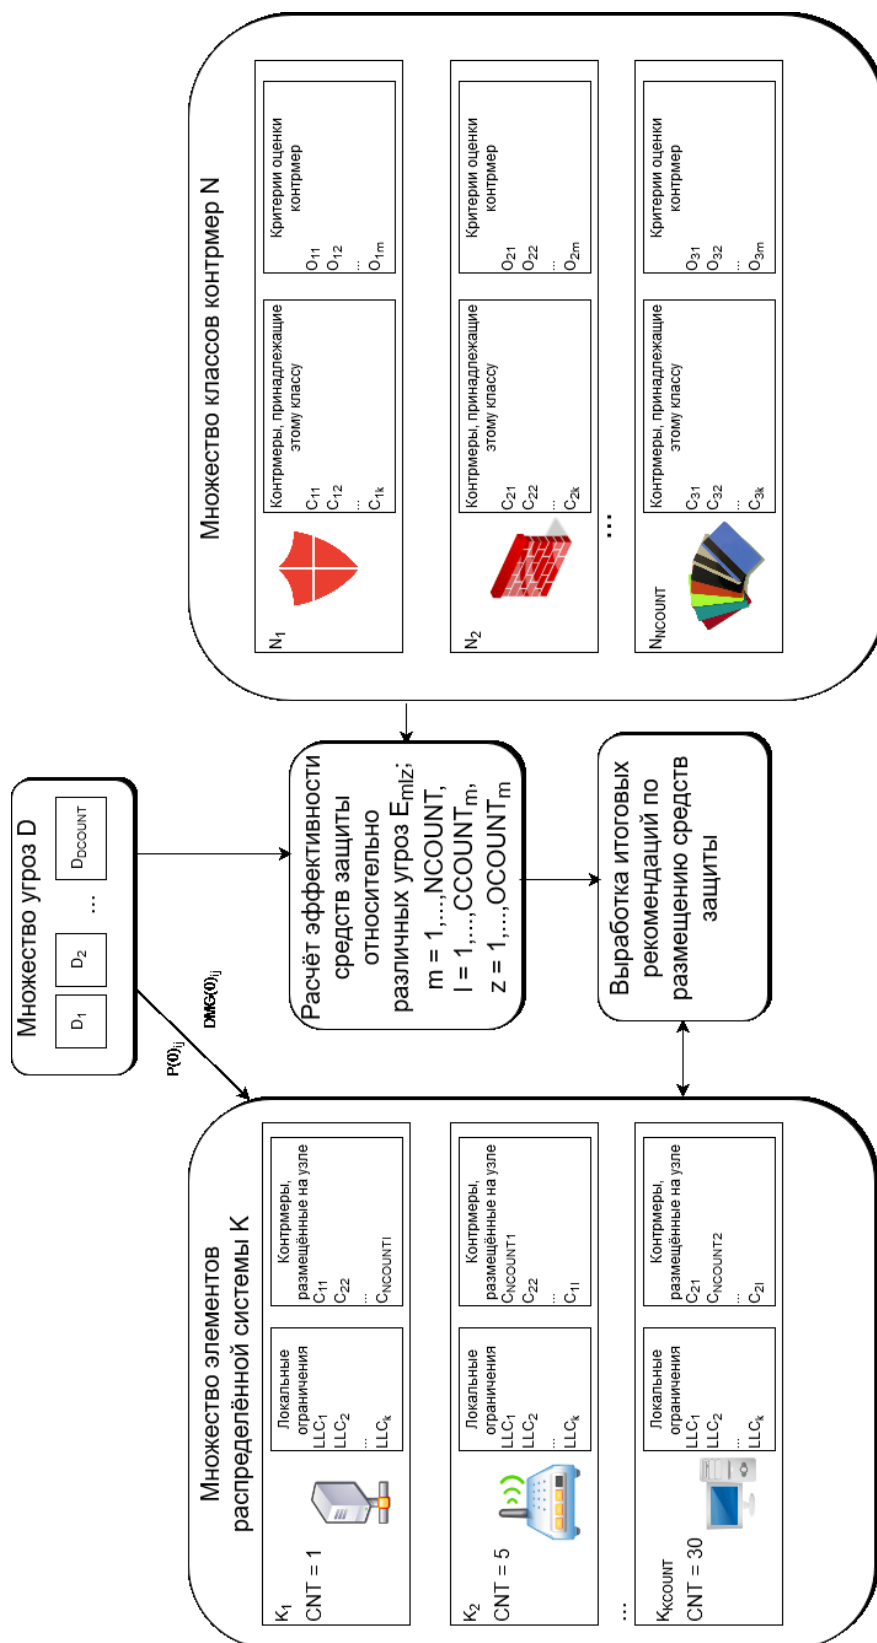 Множество элементов
распределённой системы K
K1
CNT = 1
Локальные
ограничения
LLC1
LLC2
...
LLCk
Контрмеры,
размещённые на узле
C11
C22
...
CNCOUNTl
K2
CNT = 5
Локальные
ограничения
LLC1
LLC2
...
LLCk
Контрмеры,
размещённые на узле
CNCOUNT1
C22
...
C1l
...
KKCOUNT
CNT = 30
Локальные
ограничения
LLC1
LLC2
...
LLCk
Контрмеры,
размещённые на узле
C21
CNCOUNT2
...
C2l
Множество угроз D
D1
D2
...
DDCOUNT
P(0)ij
DMG(0)ij
Расчёт эффективности
средств защиты
относительно
различных угроз Emlz;
m = 1,...,NCOUNT,
l = 1,...,CCOUNTm,
z = 1,...,OCOUNTm
Выработка итоговых
рекомендаций по
размещению средств
защиты
Множество классов контрмер N
N1
Контрмеры, принадлежащие
этому классу
C11
C12
...
C1k
Критерии оценки
контрмер
O11
O12
...
O1m
N2
Контрмеры, принадлежащие
этому классу
C21
C22
...
C2k
Критерии оценки
контрмер
O21
O22
...
O2m
...
NNCOUNT
Контрмеры, принадлежащие
этому классу
C31
C32
...
C3k
Критерии оценки
контрмер
O31
O32
...
O3m